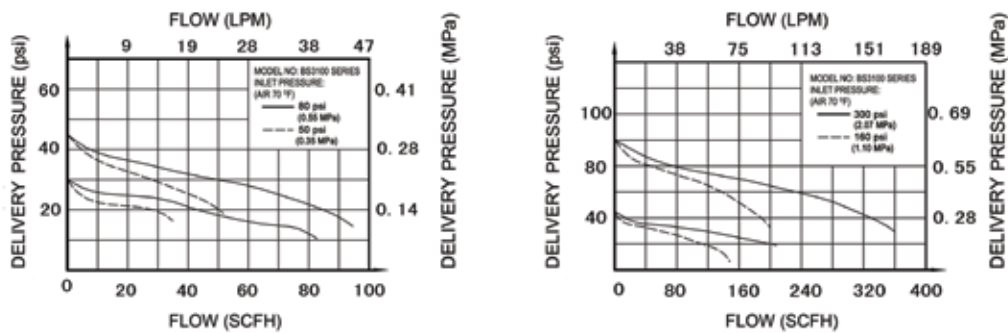 FLOW (LPM)
9 19 28 38 47
DELIVERY PRESSURE (psi)
60
40
20
MODEL NO: BS3100 SERIES
INLET PRESSURE:
(AIR 70 °F)
80 psi
(0.55 MPa)
50 psi
(0.35 MPa)
0.41
0.28
0.14
DELIVERY PRESSURE (MPa)
0 20 40 60 80 100
FLOW (SCFH)
FLOW (LPM)
38 75 113 151 189
DELIVERY PRESSURE (psi)
100
80
40
MODEL NO: BS3100 SERIES
INLET PRESSURE:
(AIR 70 °F)
300 psi
(2.07 MPa)
160 psi
(1.10 MPa)
0.69
0.55
0.28
DELIVERY PRESSURE (MPa)
0 80 160 240 320 400
FLOW (SCFH)